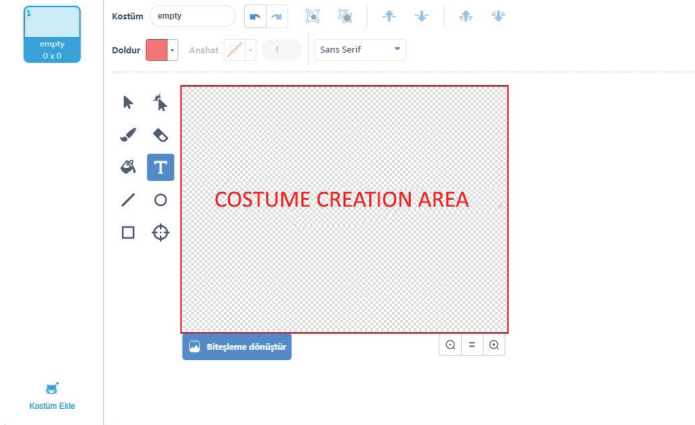 1
Kostüm empty
empty
0 x 0
Doldur Anahat 1 Sans Serif
T
COSTUME CREATION AREA
Biteşleme dönüştür
Kostüm Ekle